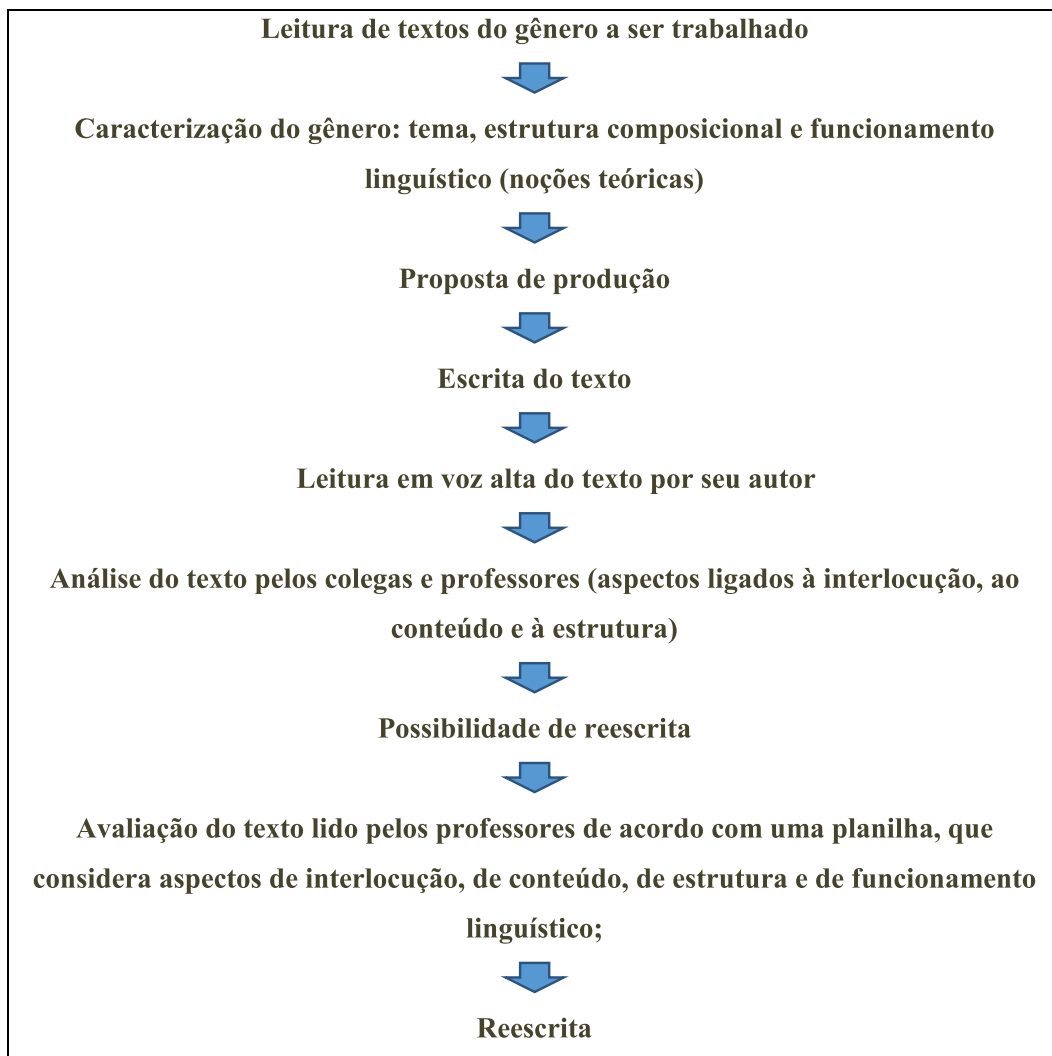 Leitura de textos do gênero a ser trabalhado
Caracterização do gênero: tema, estrutura composicional e funcionamento
linguístico (noções teóricas)
Proposta de produção
Escrita do texto
Leitura em voz alta do texto por seu autor
Análise do texto pelos colegas e professores (aspectos ligados à interlocução, ao
conteúdo e à estrutura)
Possibilidade de reescrita
Avaliação do texto lido pelos professores de acordo com uma planilha, que
considera aspectos de interlocução, de conteúdo, de estrutura e de funcionamento
linguístico;
Reescrita